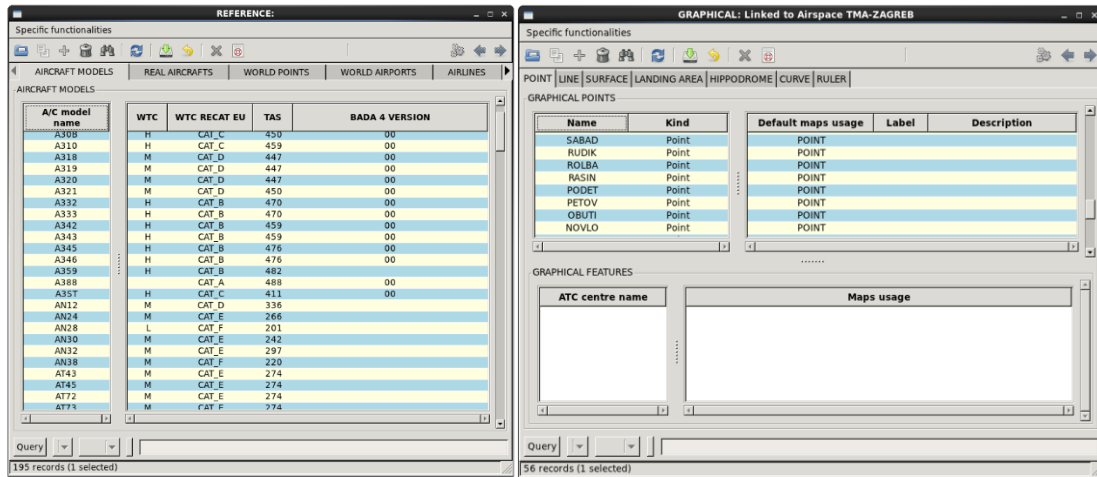 REFERENCE:
Specific functionalities
AIRCRAFT MODELS REAL AIRCRAFTS WORLD POINTS WORLD AIRPORTS AIRLINES
AIRCRAFT MODELS
A/C model name WTC WTC RECAT EU TAS BADA 4 VERSION
A30B H CAT_C 450 00
A310 H CAT_C 459 00
A318 M CAT_D 447 00
A319 M CAT_D 447 00
A320 M CAT_D 447 00
A321 M CAT_D 450 00
A332 H CAT_B 470 00
A333 H CAT_B 470 00
A342 H CAT_B 459 00
A343 H CAT_B 459 00
A345 H CAT_B 476 00
A346 H CAT_B 476 00
A359 H CAT_B 482
A388 CAT_A 488 00
A3ST H CAT_C 411 00
AN12 M CAT_D 336
AN24 M CAT_E 266
AN28 L CAT_F 201
AN30 M CAT_E 242
AN32 M CAT_E 297
AN38 M CAT_F 220
AT43 M CAT_E 274
AT45 M CAT_E 274
AT72 M CAT_E 274
AT73 M CAT_E 274
Query
195 records (1 selected)
GRAPHICAL: Linked to Airspace TMA-ZAGREB
Specific functionalities
POINT LINE SURFACE LANDING AREA HIPPODROME CURVE RULER
GRAPHICAL POINTS
Name Kind Default maps usage Label Description
SABAD Point POINT
RUDIK Point POINT
ROLBA Point POINT
RASIN Point POINT
PODET Point POINT
PETOV Point POINT
OBUTI Point POINT
NOVLO Point POINT
GRAPHICAL FEATURES
ATC centre name Maps usage
Query
56 records (1 selected)